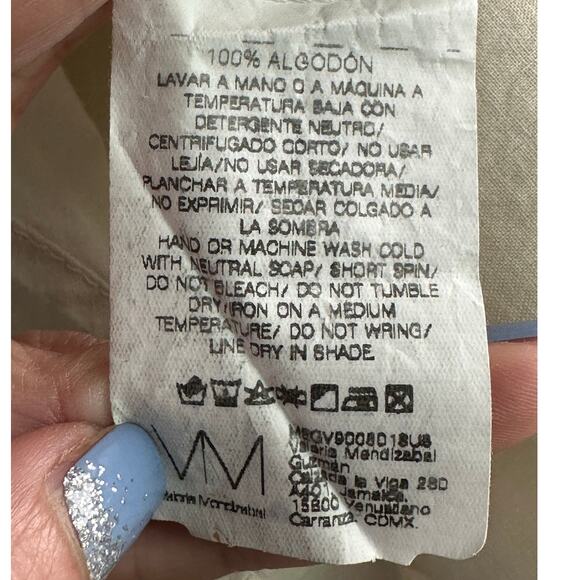 100% ALGODÓN
LAVAR A MANO O A MÁQUINA A
TEMPERATURA BAJA CON
DETERGENTE NEUTRO/
CENTRIFUGADO CORTO/ NO USAR
LEJÍA/NO USAR SECADORA/
PLANCHAR A TEMPERATURA MEDIA/
NO EXPRIMIR/ SECAR COLGADO A
LA SOMBRA
HAND OR MACHINE WASH COLD
WITH NEUTRAL SOAP/ SHORT SPIN/
DO NOT BLEACH/ DO NOT TUMBLE
DRY/IRON ON A MEDIUM
TEMPERATURE/ DO NOT WRING/
LINE DRY IN SHADE
VM
Mendizabal
Valeria Mendizabal
Guzmán
Calzada la Viga 28D
Jamaica,
Venustiano
Carranza, CDMX.